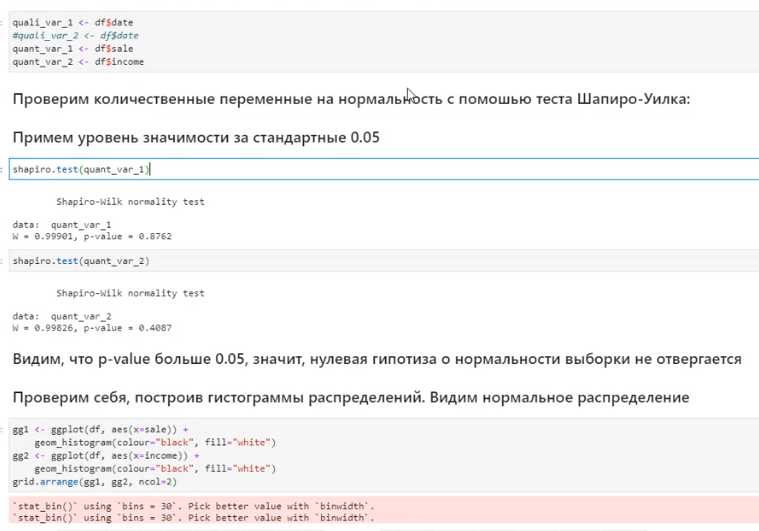 quali_var_1 <- df$date
#quali_var_2 <- df$date
quant_var_1 <- df$sale
quant_var_2 <- df$income
Проверим количественные переменные на нормальность с помошью теста Шапиро-Уилка:
Примем уровень значимости за стандартные 0.05
shapiro.test(quant_var_1)
Shapiro-Wilk normality test
data: quant_var_1
W = 0.99901, p-value = 0.8762
shapiro.test(quant_var_2)
Shapiro-Wilk normality test
data: quant_var_2
W = 0.99826, p-value = 0.4087
Видим, что p-value больше 0.05, значит, нулевая гипотиза о нормальности выборки не отвергается
Проверим себя, построив гистограммы распределений. Видим нормальное распределение
gg1 <- ggplot(df, aes(x=sale)) +
geom_histogram(colour="black", fill="white")
gg2 <- ggplot(df, aes(x=income)) +
geom_histogram(colour="black", fill="white")
grid.arrange(gg1, gg2, ncol=2)
`stat_bin()` using `bins = 30`. Pick better value with `binwidth`.
`stat_bin()` using `bins = 30`. Pick better value with `binwidth`.